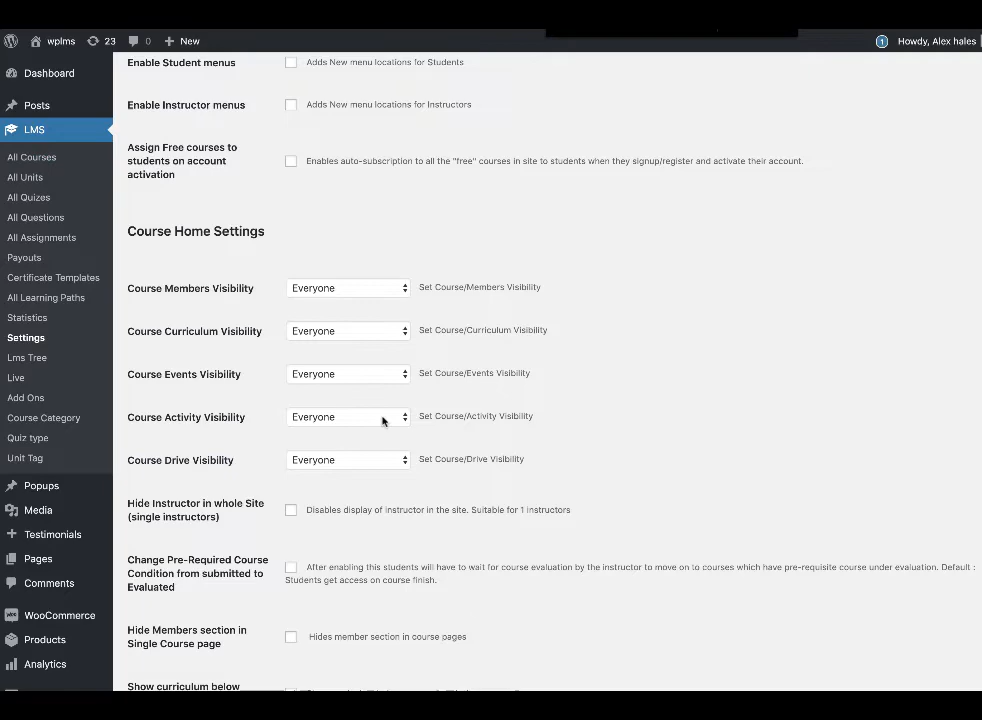 wplms 23 0 New Howdy, Alex hales
Dashboard
Posts
LMS
All Courses
All Units
All Quizes
All Questions
All Assignments
Payouts
Certificate Templates
All Learning Paths
Statistics
Settings
Lms Tree
Live
Add Ons
Course Category
Quiz type
Unit Tag
Popups
Media
Testimonials
Pages
Comments
WooCommerce
Products
Analytics
Enable Student menus Adds New menu locations for Students
Enable Instructor menus Adds New menu locations for Instructors
Assign Free courses to
students on account
activation
Enables auto-subscription to all the "free" courses in site to students when they signup/register and activate their account.
Course Home Settings
Course Members Visibility Everyone Set Course/Members Visibility
Course Curriculum Visibility Everyone Set Course/Curriculum Visibility
Course Events Visibility Everyone Set Course/Events Visibility
Course Activity Visibility Everyone Set Course/Activity Visibility
Course Drive Visibility Everyone Set Course/Drive Visibility
Hide Instructor in whole Site
(single instructors)
Disables display of instructor in the site. Suitable for 1 instructors
Change Pre-Required Course
Condition from submitted to
Evaluated
After enabling this students will have to wait for course evaluation by the instructor to move on to courses which have pre-requisite course under evaluation. Default :
Students get access on course finish.
Hide Members section in
Single Course page
Hides member section in course pages
Show curriculum below